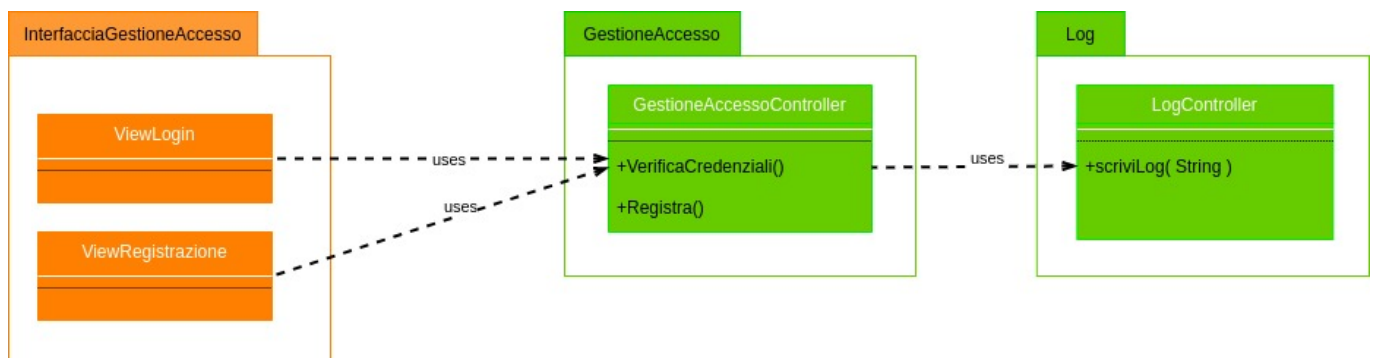 InterfacciaGestioneAccesso
ViewLogin
ViewRegistrazione
uses
uses
GestioneAccesso
GestioneAccessoController
+VerificaCredenziali()
+Registra()
uses
Log
LogController
+scriviLog( String )